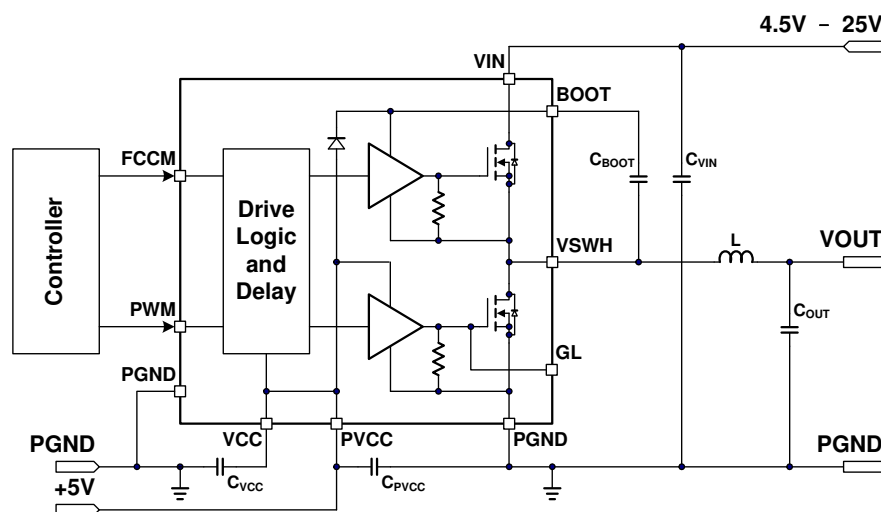 4.5V – 25V
VIN
BOOT
FCCM
CBOOT
CVIN
Controller
Drive
Logic
and
Delay
L
VOUT
VSWH
PWM
COUT
GL
PGND
VCC
PVCC
PGND
PGND
PGND
+5V
CVCC
CPVCC